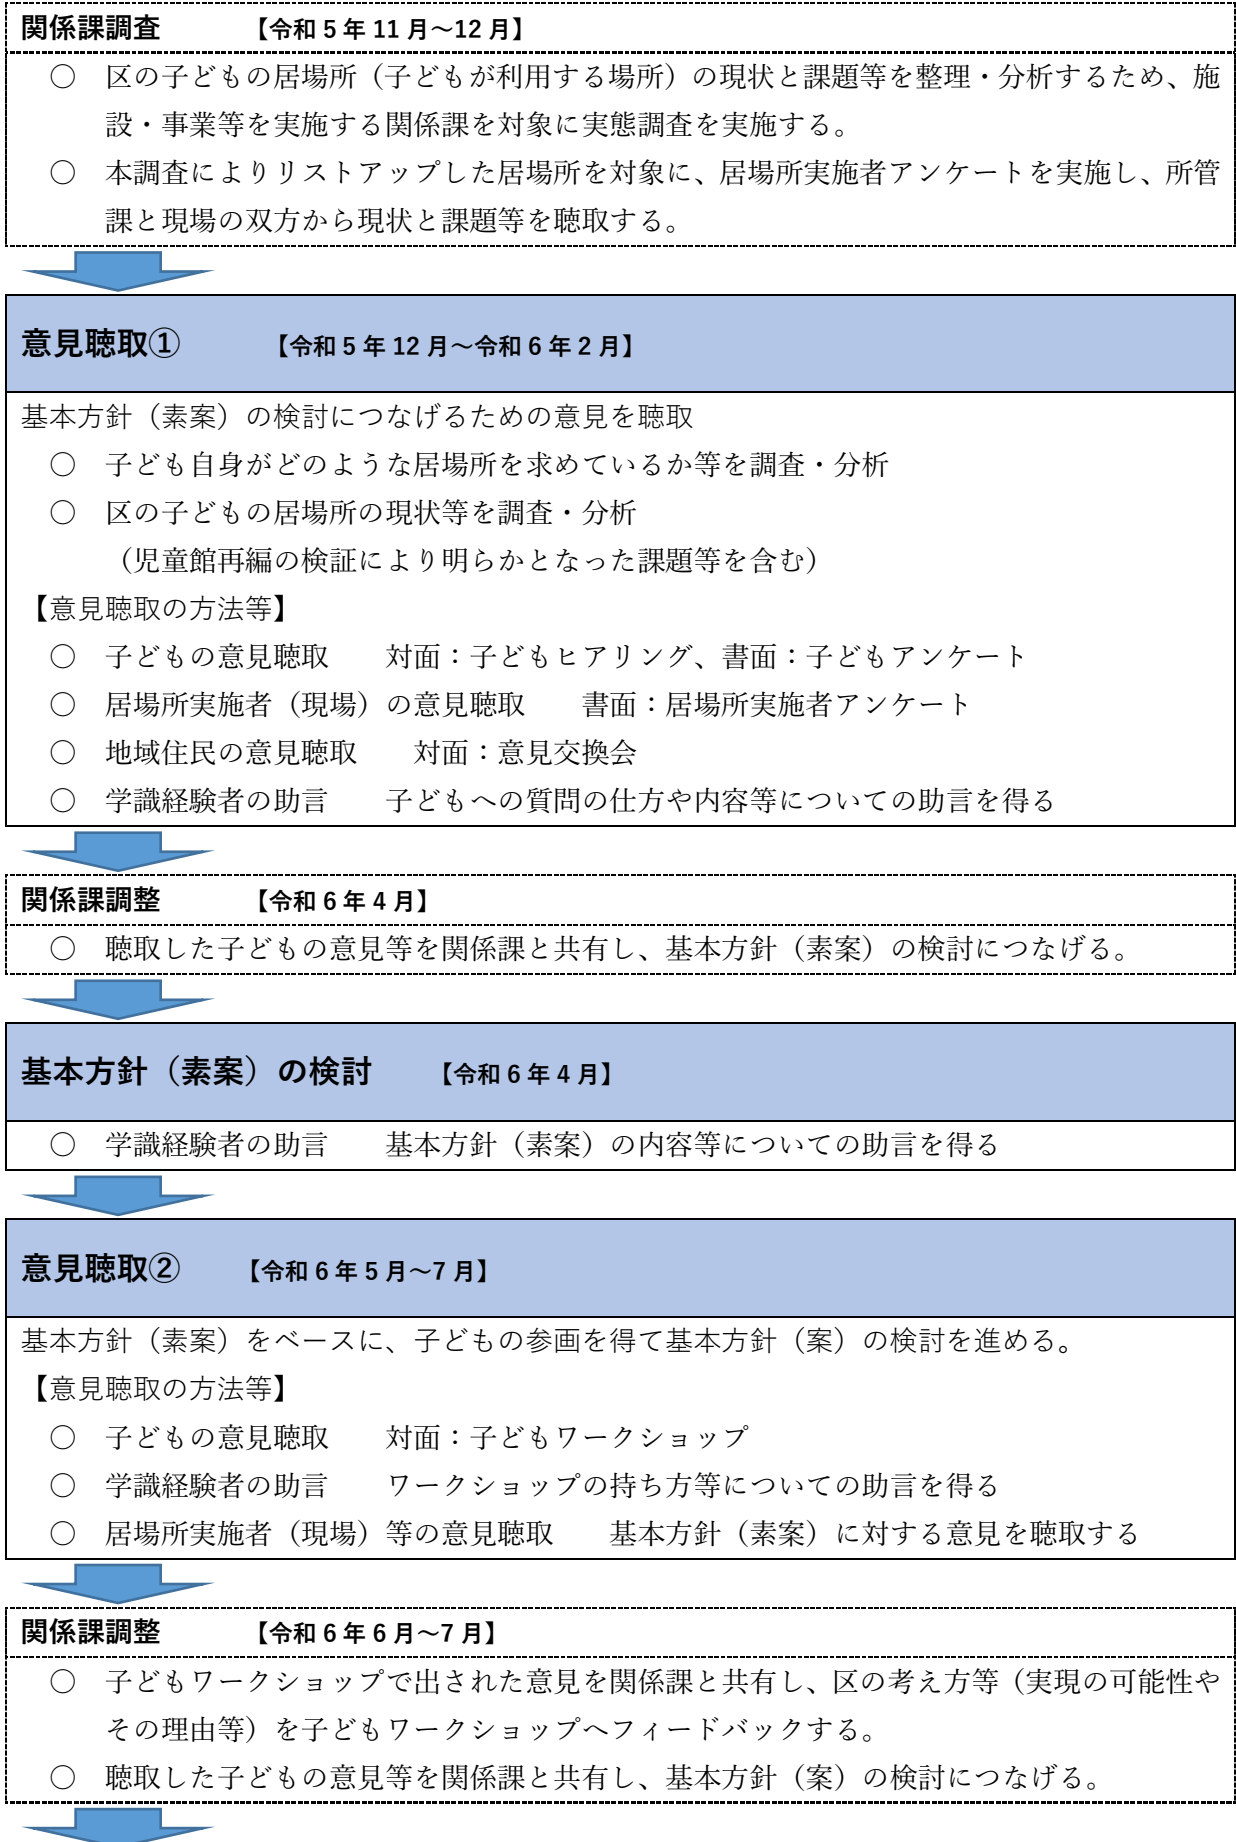 関係課調査　　　【令和 5 年 11 月～12 月】
○　区の子どもの居場所（子どもが利用する場所）の現状と課題等を整理・分析するため、施
設・事業等を実施する関係課を対象に実態調査を実施する。
○　本調査によりリストアップした居場所を対象に、居場所実施者アンケートを実施し、所管
課と現場の双方から現状と課題等を聴取する。
意見聴取①　　　【令和 5 年 12 月～令和 6 年 2 月】
基本方針（素案）の検討につなげるための意見を聴取
○　子ども自身がどのような居場所を求めているか等を調査・分析
○　区の子どもの居場所の現状等を調査・分析
（児童館再編の検証により明らかとなった課題等を含む）
【意見聴取の方法等】
○　子どもの意見聴取　　対面：子どもヒアリング、書面：子どもアンケート
○　居場所実施者（現場）の意見聴取　　書面：居場所実施者アンケート
○　地域住民の意見聴取　　対面：意見交換会
○　学識経験者の助言　　子どもへの質問の仕方や内容等についての助言を得る
関係課調整　　　【令和 6 年 4 月】
○　聴取した子どもの意見等を関係課と共有し、基本方針（素案）の検討につなげる。
基本方針（素案）の検討　　【令和 6 年 4 月】
○　学識経験者の助言　　基本方針（素案）の内容等についての助言を得る
意見聴取②　　【令和 6 年 5 月～7 月】
基本方針（素案）をベースに、子どもの参画を得て基本方針（案）の検討を進める。
【意見聴取の方法等】
○　子どもの意見聴取　　対面：子どもワークショップ
○　学識経験者の助言　　ワークショップの持ち方等についての助言を得る
○　居場所実施者（現場）等の意見聴取　　基本方針（素案）に対する意見を聴取する
関係課調整　　　【令和 6 年 6 月～7 月】
○　子どもワークショップで出された意見を関係課と共有し、区の考え方等（実現の可能性や
その理由等）を子どもワークショップへフィードバックする。
○　聴取した子どもの意見等を関係課と共有し、基本方針（案）の検討につなげる。